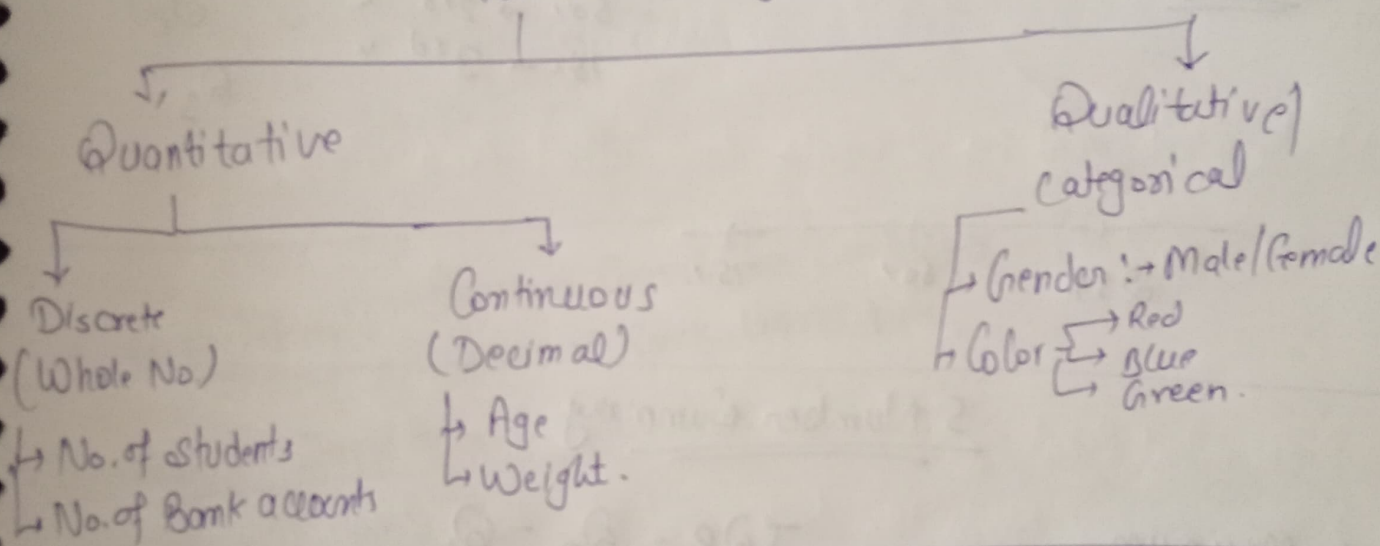 Quantitative
Qualitative/
categorical
Discrete
(Whole No)
No. of students
No. of Bank accounts
Continuous
(Decimal)
Age
Weight.
Gender :→ Male/Female
Color → Red
→ Blue
→ Green.